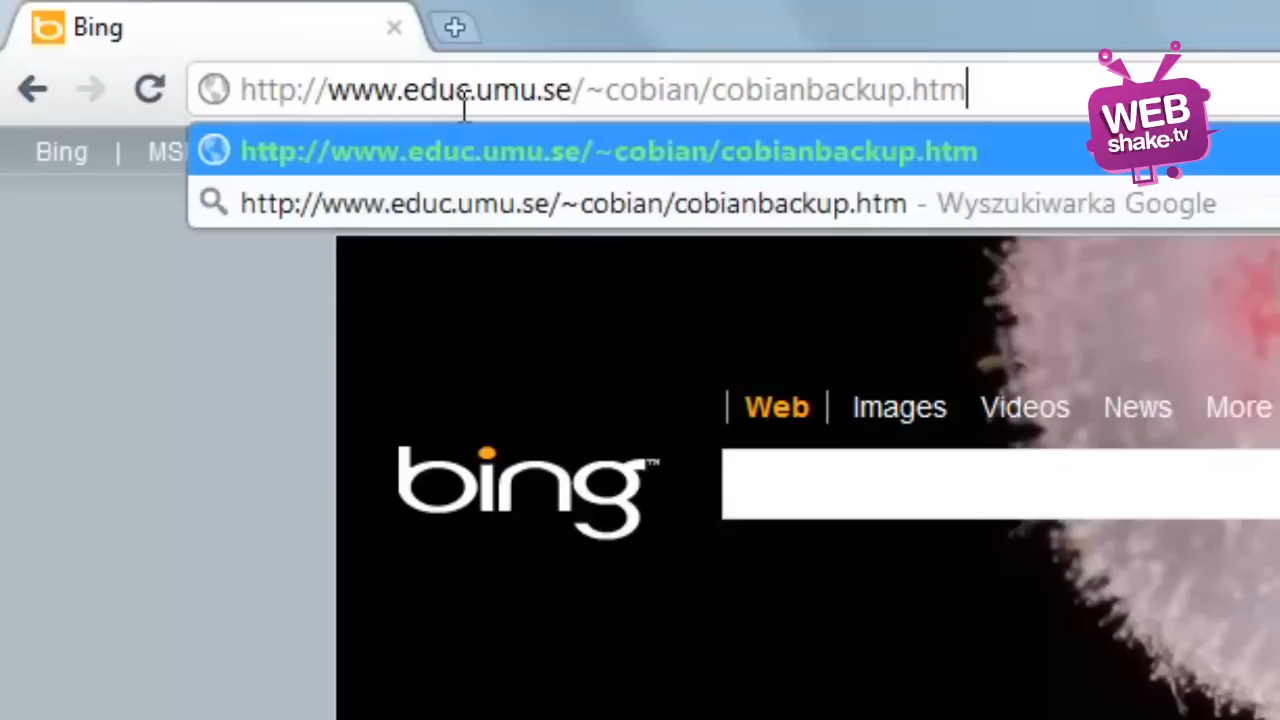 Bing
http://www.educ.umu.se/~cobian/cobianbackup.htm
WEB
shake.tv
Bing | MS
http://www.educ.umu.se/~cobian/cobianbackup.htm
http://www.educ.umu.se/~cobian/cobianbackup.htm - Wyszukiwarka Google
| Web | Images Videos News More
bing™